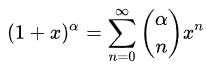 (1 + x)^α = ∑_{n=0}^{∞} \binom{α}{n} x^n